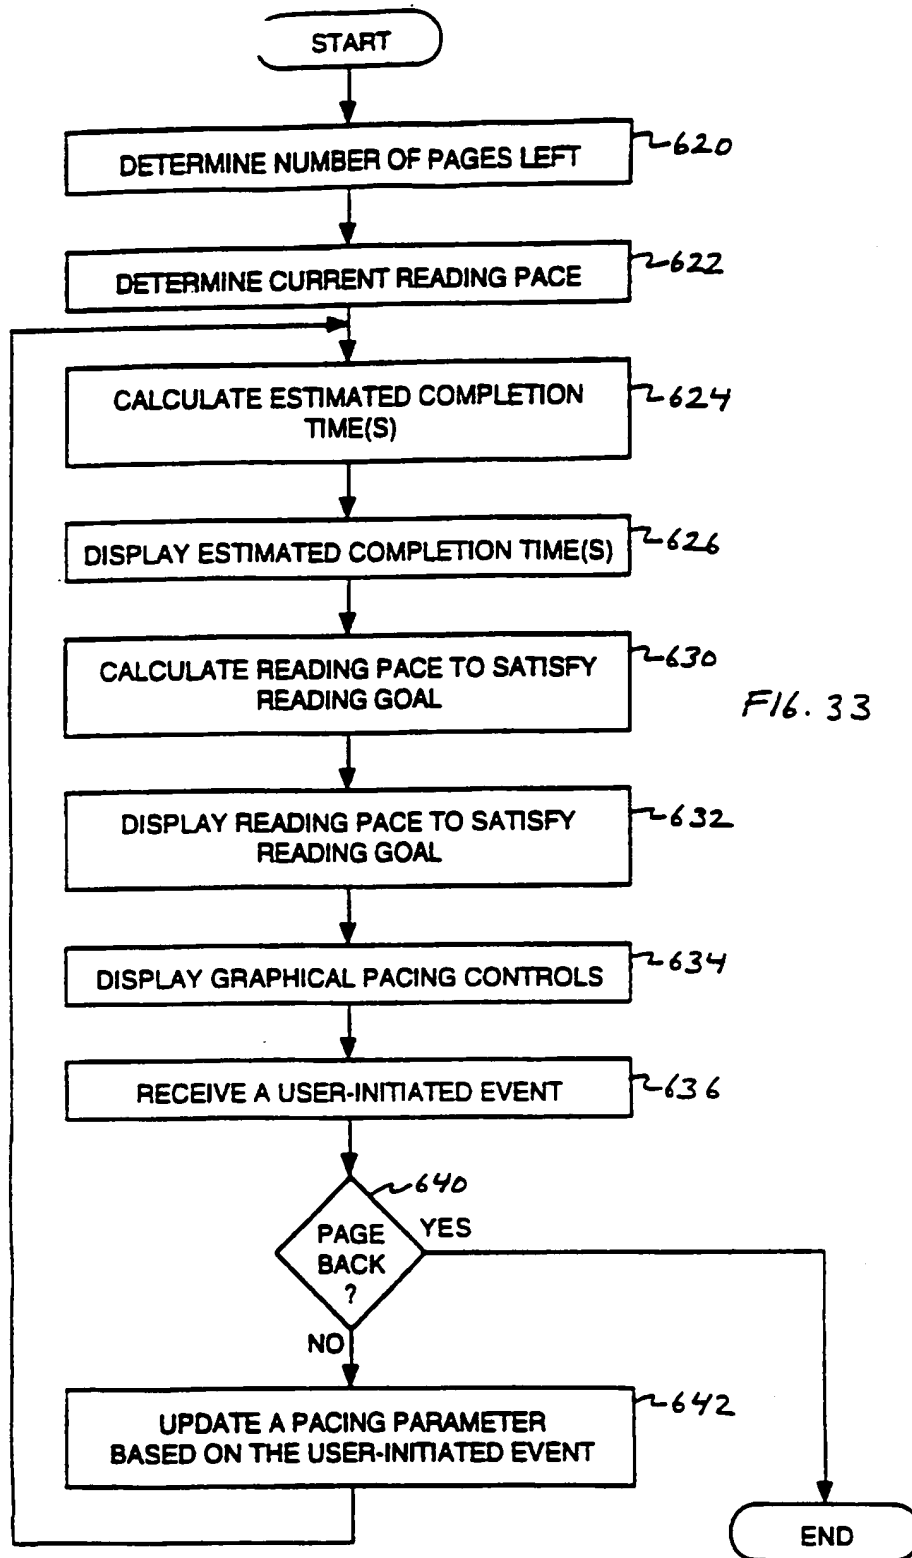 START
DETERMINE NUMBER OF PAGES LEFT
620
DETERMINE CURRENT READING PACE
622
CALCULATE ESTIMATED COMPLETION
TIME(S)
624
DISPLAY ESTIMATED COMPLETION TIME(S)
626
CALCULATE READING PACE TO SATISFY
READING GOAL
630
FIG. 33
DISPLAY READING PACE TO SATISFY
READING GOAL
632
DISPLAY GRAPHICAL PACING CONTROLS
634
RECEIVE A USER-INITIATED EVENT
636
640
PAGE
BACK
?
YES
NO
UPDATE A PACING PARAMETER
BASED ON THE USER-INITIATED EVENT
642
END